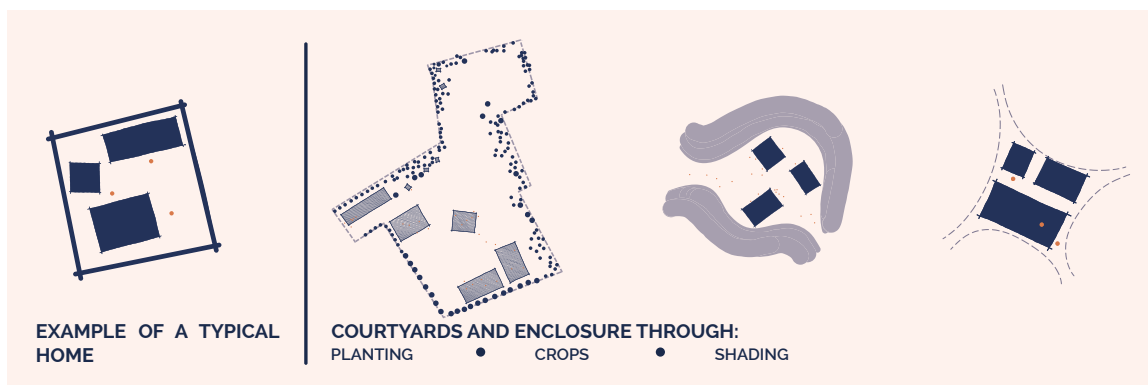 EXAMPLE OF A TYPICAL
HOME
COURTYARDS AND ENCLOSURE THROUGH:
PLANTING • CROPS • SHADING